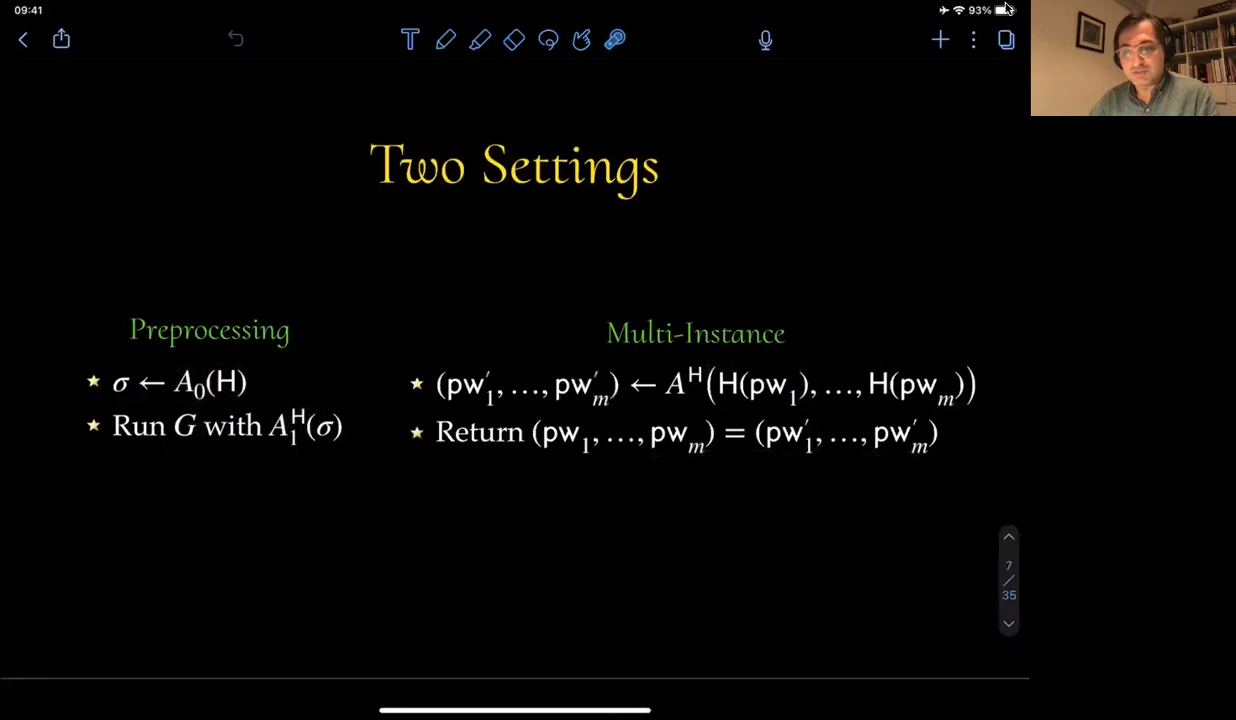 09:41
93%
Two Settings
Preprocessing
★ σ ← A₀(H)
★ Run G with A₁ᴴ(σ)
Multi-Instance
★ (pw′₁, …, pw′ₘ) ← Aᴴ(H(pw₁), …, H(pwₘ))
★ Return (pw₁, …, pwₘ) = (pw′₁, …, pw′ₘ)
7
/
35